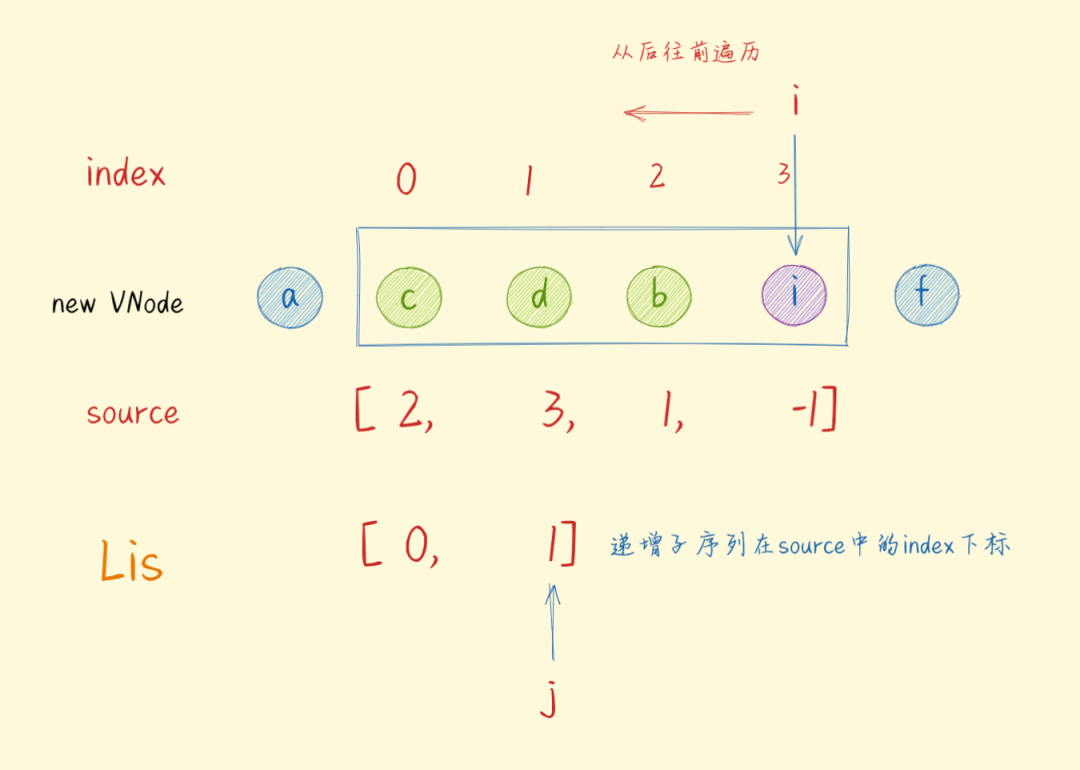 从后往前遍历
i
index 0 1 2 3
new VNode a c d b i f
source [ 2, 3, 1, -1]
Lis [ 0, 1] 递增子序列在source中的index下标
j